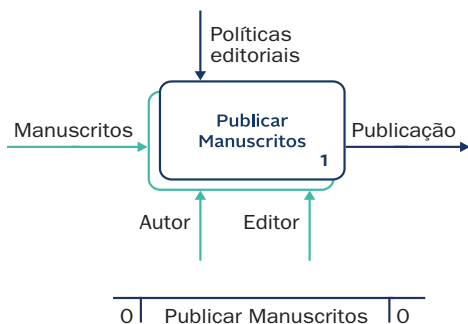 Políticas
editoriais
Manuscritos
Publicar
Manuscritos
1
Publicação
Autor
Editor
0 Publicar Manuscritos 0